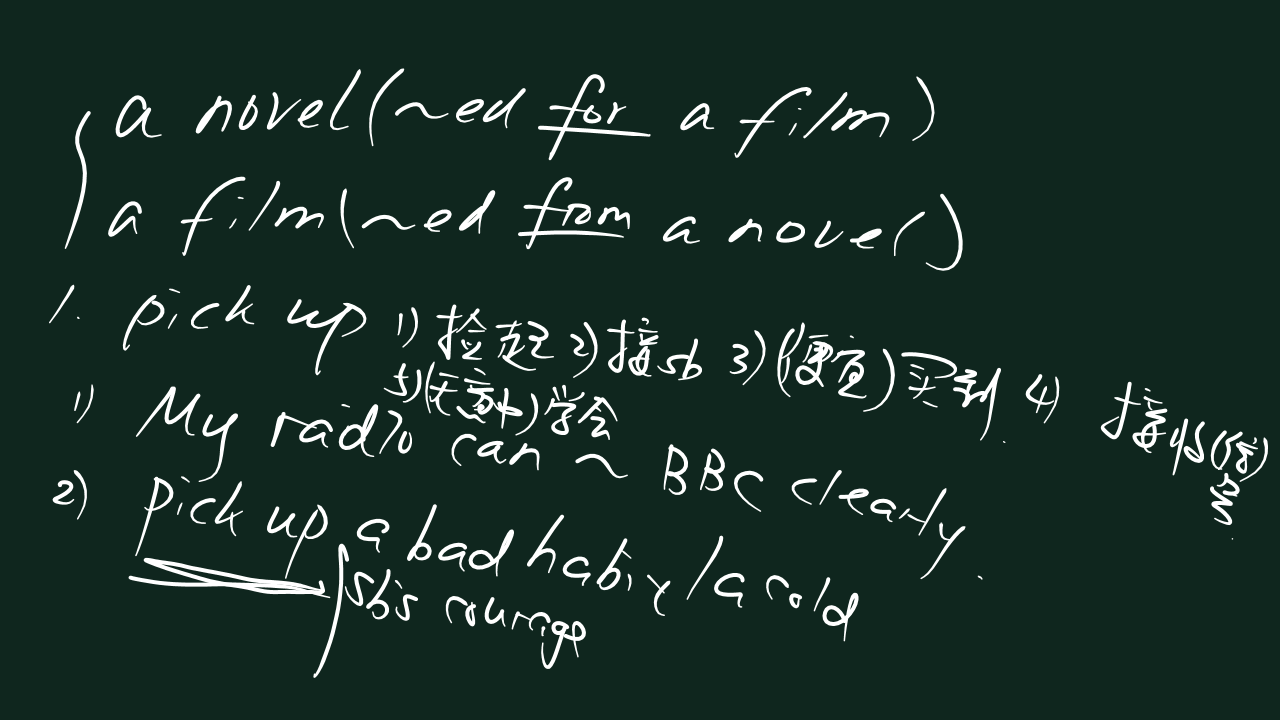 a novel(~ed for a film)
a film(~ed from a novel)
1. pick up 1)捡起 2)接sb 3)(便宜)买到 4) 接收(信号)
5)(无意中)学会
1) My radio can ~ BBC clearly.
2) pick up a bad habit/a cold
sb's courage